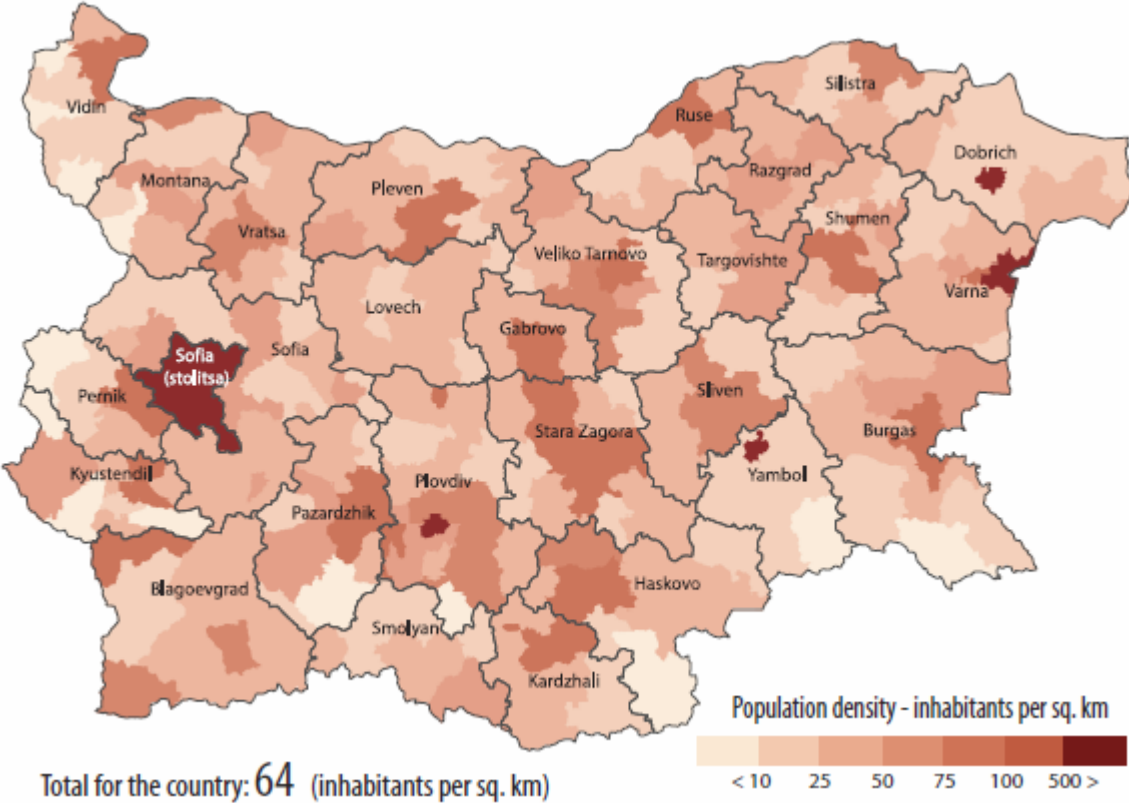 Vidin
Silistra
Ruse
Dobrich
Montana
Pleven
Razgrad
Vratsa
Shumen
Veliko Tarnovo
Targovishte
Varna
Lovech
Gabrovo
Sofia
Sofia
(stolitsa)
Pernik
Sliven
Stara Zagora
Burgas
Kyustendil
Plovdiv
Yambol
Pazardzhik
Blagoevgrad
Haskovo
Smolyan
Kardzhali
Population density - inhabitants per sq. km
< 10 25 50 75 100 500 >
Total for the country: 64 (inhabitants per sq. km)